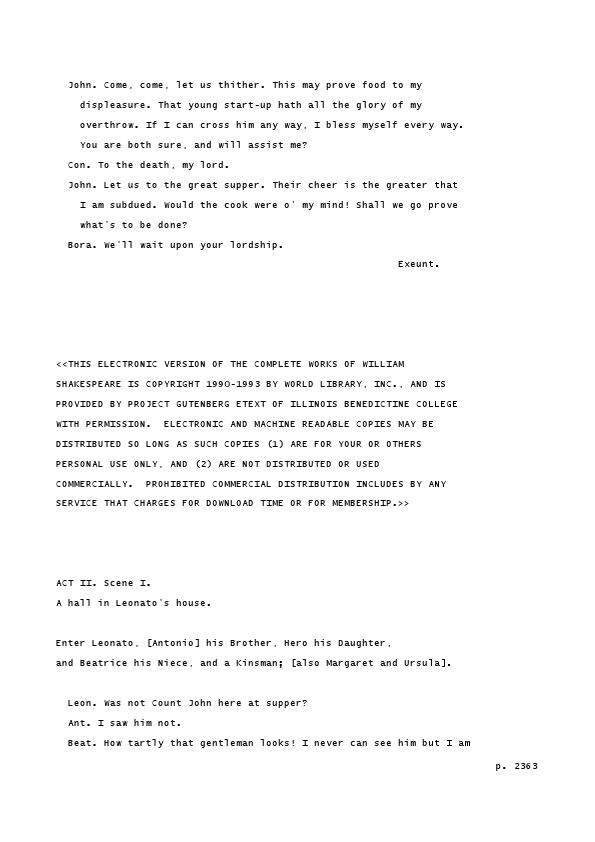 John. Come, come, let us thither. This may prove food to my
displeasure. That young start-up hath all the glory of my
overthrow. If I can cross him any way, I bless myself every way.
You are both sure, and will assist me?
Con. To the death, my lord.
John. Let us to the great supper. Their cheer is the greater that
I am subdued. Would the cook were o' my mind! Shall we go prove
what's to be done?
Bora. We'll wait upon your lordship.
Exeunt.
<<THIS ELECTRONIC VERSION OF THE COMPLETE WORKS OF WILLIAM
SHAKESPEARE IS COPYRIGHT 1990-1993 BY WORLD LIBRARY, INC., AND IS
PROVIDED BY PROJECT GUTENBERG ETEXT OF ILLINOIS BENEDICTINE COLLEGE
WITH PERMISSION.  ELECTRONIC AND MACHINE READABLE COPIES MAY BE
DISTRIBUTED SO LONG AS SUCH COPIES (1) ARE FOR YOUR OR OTHERS
PERSONAL USE ONLY, AND (2) ARE NOT DISTRIBUTED OR USED
COMMERCIALLY.  PROHIBITED COMMERCIAL DISTRIBUTION INCLUDES BY ANY
SERVICE THAT CHARGES FOR DOWNLOAD TIME OR FOR MEMBERSHIP.>>
ACT II. Scene I.
A hall in Leonato's house.
Enter Leonato, [Antonio] his Brother, Hero his Daughter,
and Beatrice his Niece, and a Kinsman; [also Margaret and Ursula].
Leon. Was not Count John here at supper?
Ant. I saw him not.
Beat. How tartly that gentleman looks! I never can see him but I am
p. 2363